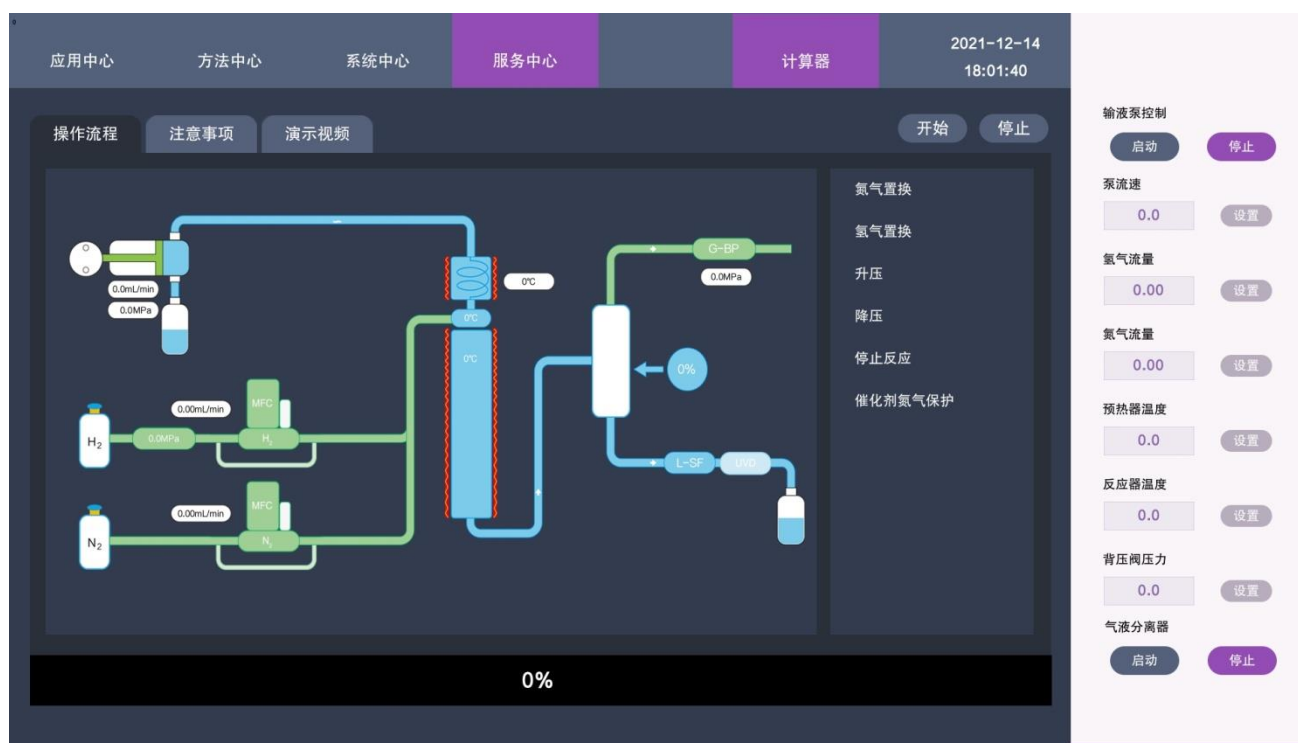 应用中心
方法中心
系统中心
服务中心
计算器
2021-12-14
18:01:40
操作流程
注意事项
演示视频
开始
停止
0.0mL/min
0.0MPa
0℃
0℃
0℃
G-BP
0.0MPa
0%
0.00mL/min
MFC
H₂
0.0MPa
H₂
L-SF
UVD
0.00mL/min
MFC
N₂
N₂
氮气置换
氢气置换
升压
降压
停止反应
催化剂氮气保护
0%
输液泵控制
启动
停止
泵流速
0.0
设置
氢气流量
0.00
设置
氮气流量
0.00
设置
预热器温度
0.0
设置
反应器温度
0.0
设置
背压阀压力
0.0
设置
气液分离器
启动
停止